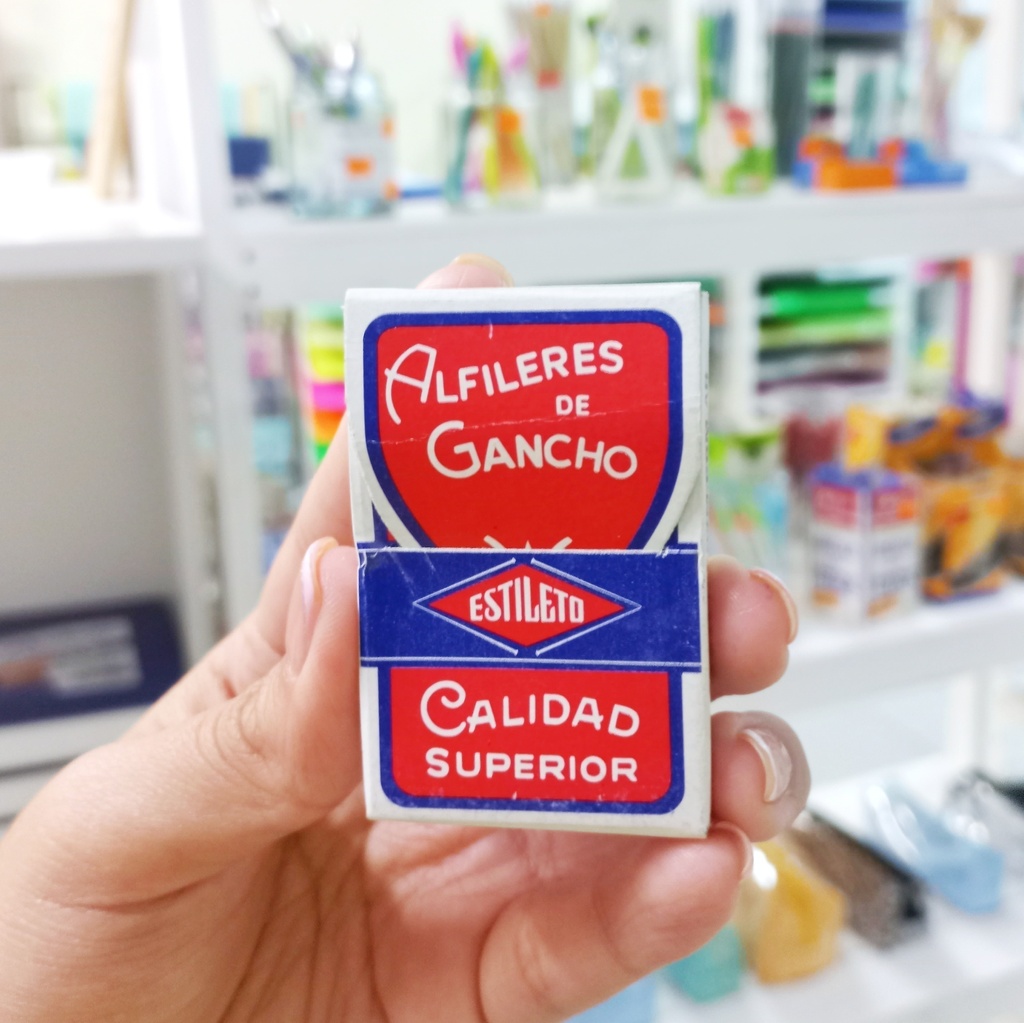 ALFILERES
DE
GANCHO
ESTILETO
CALIDAD
SUPERIOR